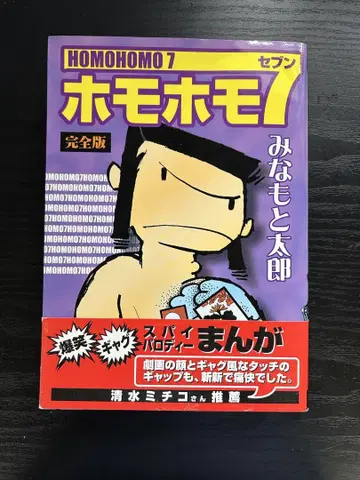 HOMOHOMO 7
セブン
ホモホモ7
完全版
みなもと太郎
OMOHOMO7HOMOHOMO7HOMO
爆笑
ギャグ
スパイ
パロディー
まんが
劇画の顔とギャグ風なタッチの
ギャップも、斬新で痛快でした。
清水ミチコさん 推薦